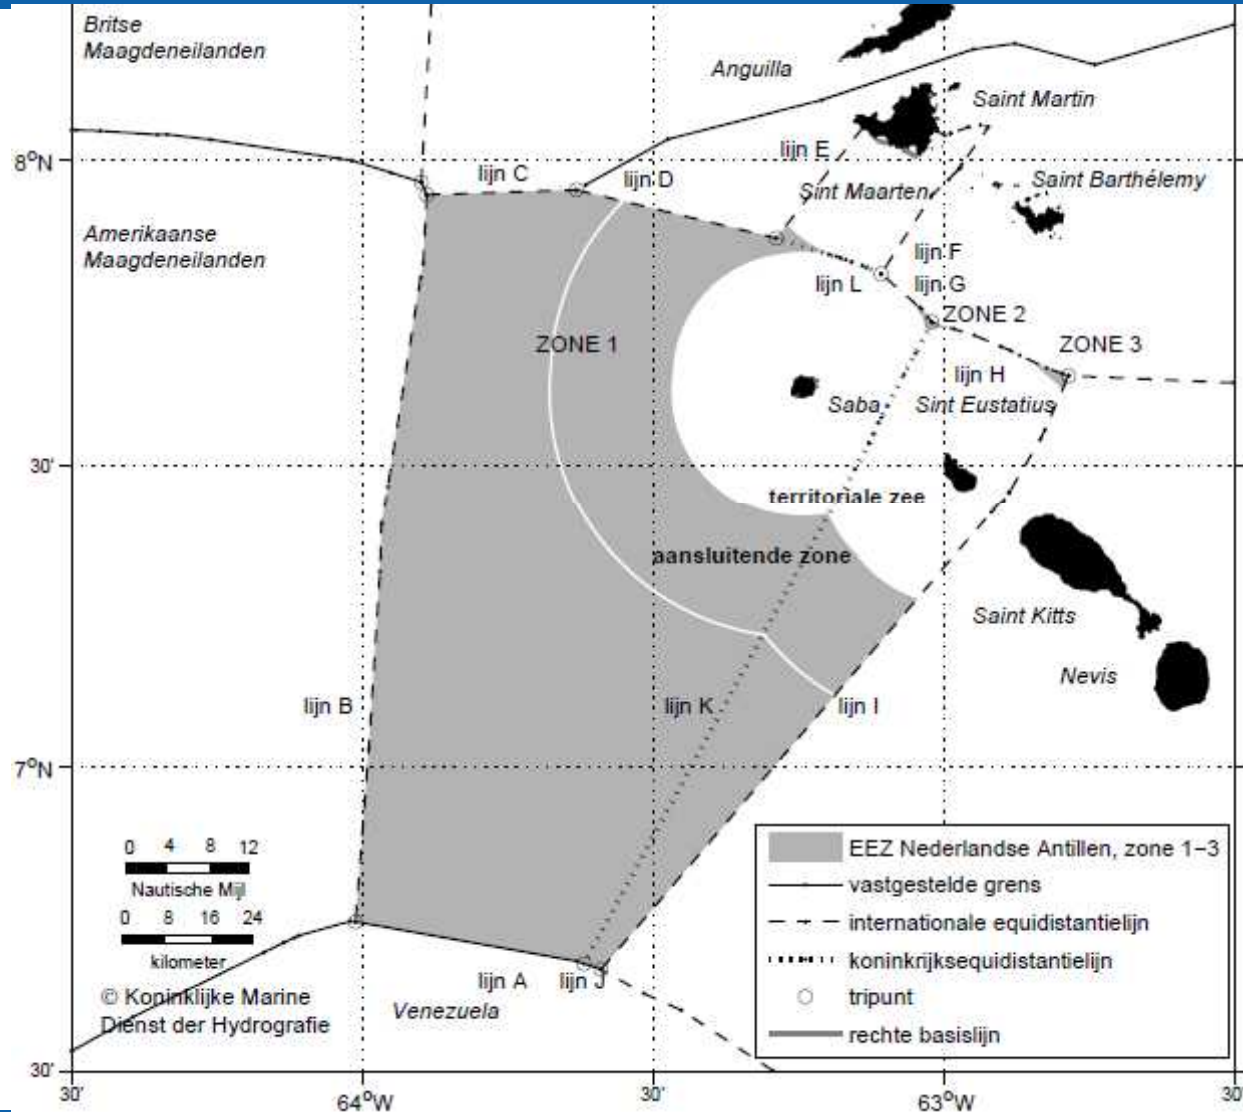 Britse
Maagdeneilanden
Anguilla
Saint Martin
lijn E
8°N
lijn C
lijn D
Sint Maarten
Saint Barthélemy
Amerikaanse
Maagdeneilanden
lijn F
lijn L
lijn G
ZONE 2
ZONE 1
ZONE 3
lijn H
Saba
Sint Eustatius
30'
territoriale zee
aansluitende zone
Saint Kitts
Nevis
lijn B
lijn K
lijn I
7°N
0 4 8 12
Nautische Mijl
0 8 16 24
kilometer
EEZ Nederlandse Antillen, zone 1–3
vastgestelde grens
internationale equidistantielijn
koninkrijksequidistantielijn
tripunt
rechte basislijn
lijn A
lijn J
© Koninklijke Marine
Dienst der Hydrografie
Venezuela
30'
30'
64°W
30'
63°W
30